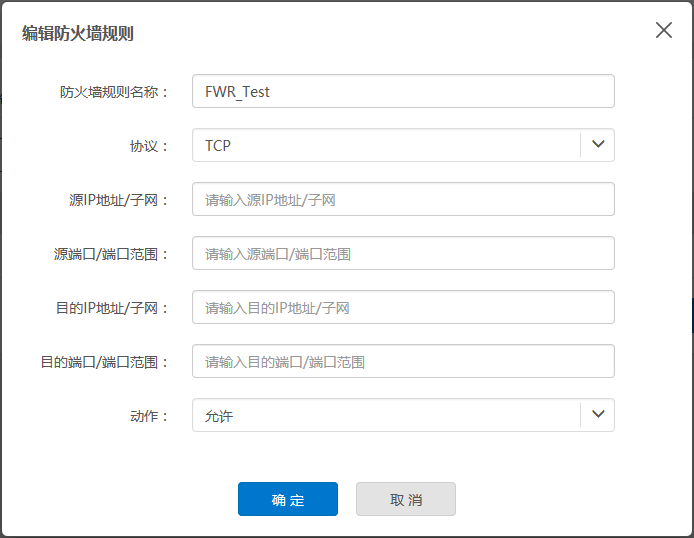 编辑防火墙规则
防火墙规则名称： FWR_Test
协议： TCP
源IP地址/子网： 请输入源IP地址/子网
源端口/端口范围： 请输入源端口/端口范围
目的IP地址/子网： 请输入目的IP地址/子网
目的端口/端口范围： 请输入目的端口/端口范围
动作： 允许
确 定 取 消